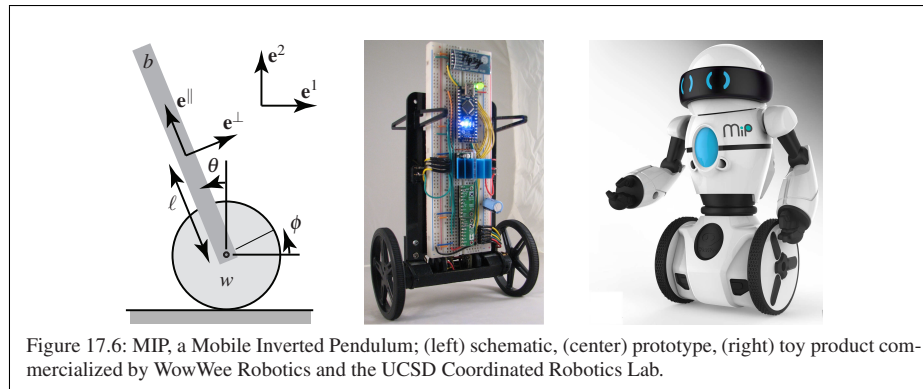 b
e²
e¹
e∥
e⊥
θ
ℓ
ϕ
w
MiP
Figure 17.6: MIP, a Mobile Inverted Pendulum; (left) schematic, (center) prototype, (right) toy product com-
mercialized by WowWee Robotics and the UCSD Coordinated Robotics Lab.